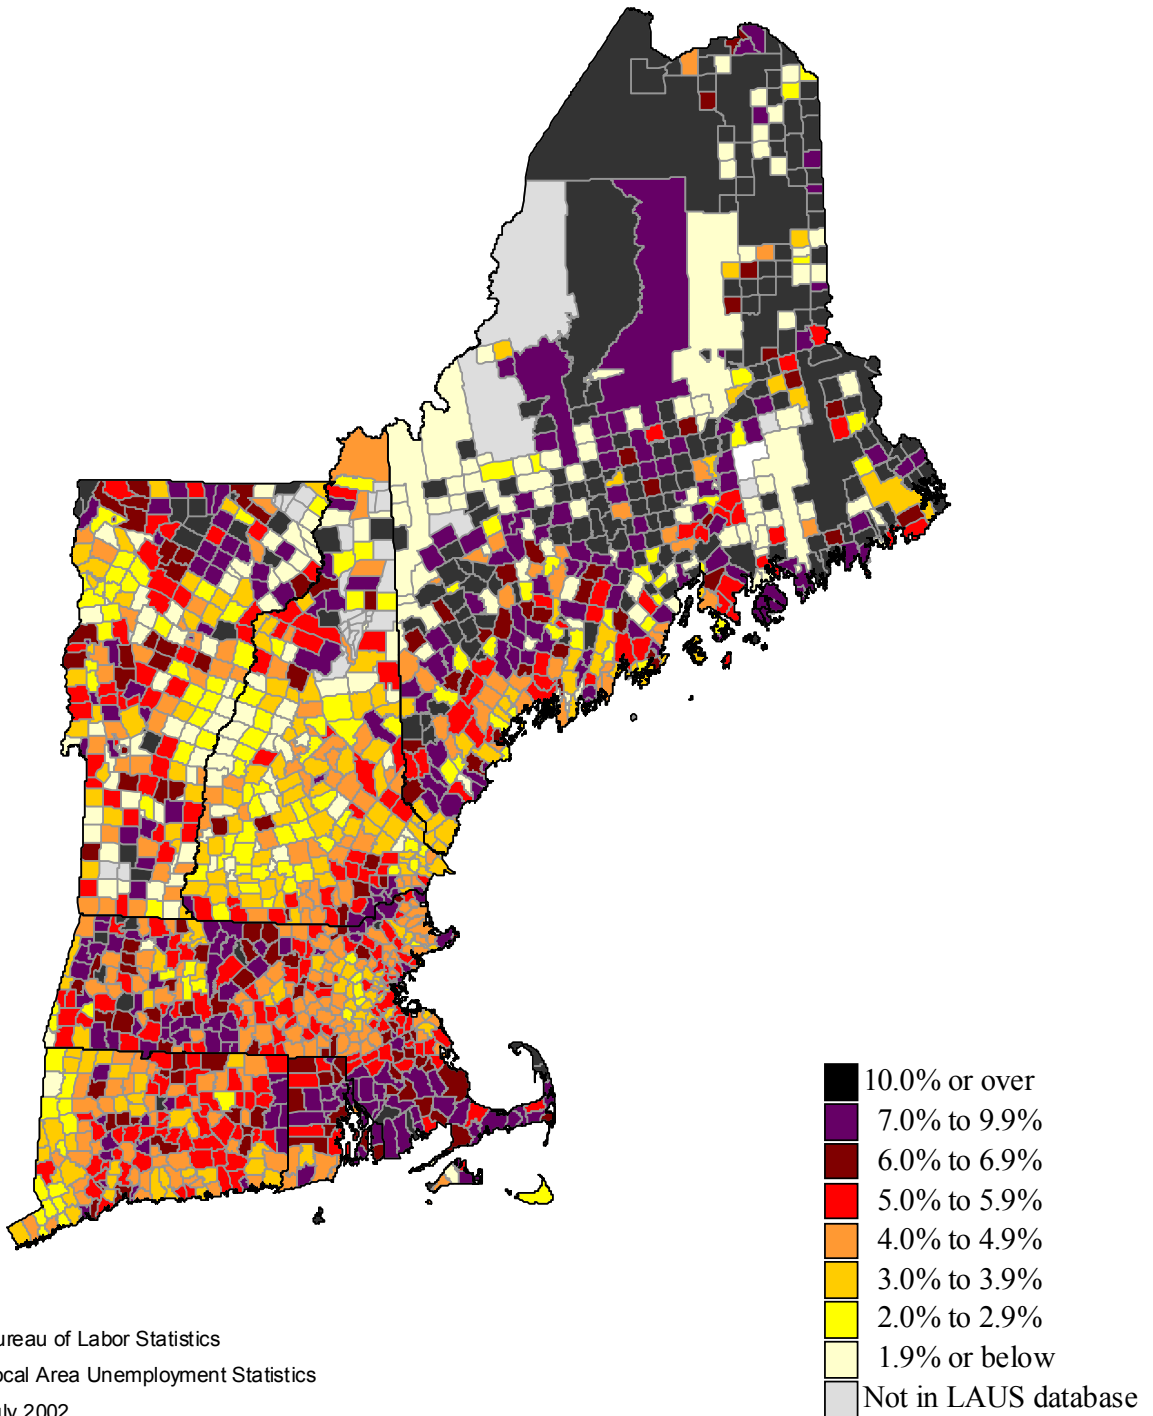 10.0% or over
7.0% to 9.9%
6.0% to 6.9%
5.0% to 5.9%
4.0% to 4.9%
3.0% to 3.9%
2.0% to 2.9%
1.9% or below
Not in LAUS database
ureau of Labor Statistics
ocal Area Unemployment Statistics
uly 2002